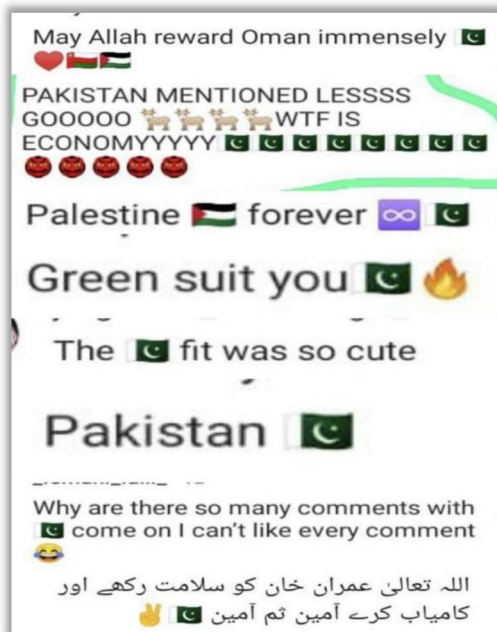 May Allah reward Oman immensely 🇵🇰
❤️🇴🇲🇵🇸
PAKISTAN MENTIONED LESSSS
GOOOOO 🐐🐐🐐🐐WTF IS
ECONOMYYYYY🇵🇰🇵🇰🇵🇰🇵🇰🇵🇰🇵🇰🇵🇰🇵🇰
👹👹👹👹👹
Palestine 🇵🇸 forever ♾️🇵🇰
Green suit you🇵🇰🔥
The 🇵🇰 fit was so cute
Pakistan 🇵🇰
Why are there so many comments with
🇵🇰 come on I can't like every comment
😂
اللہ تعالیٰ عمران خان کو سلامت رکھے اور
کامیاب کرے آمین ثم آمین 🇵🇰✌️